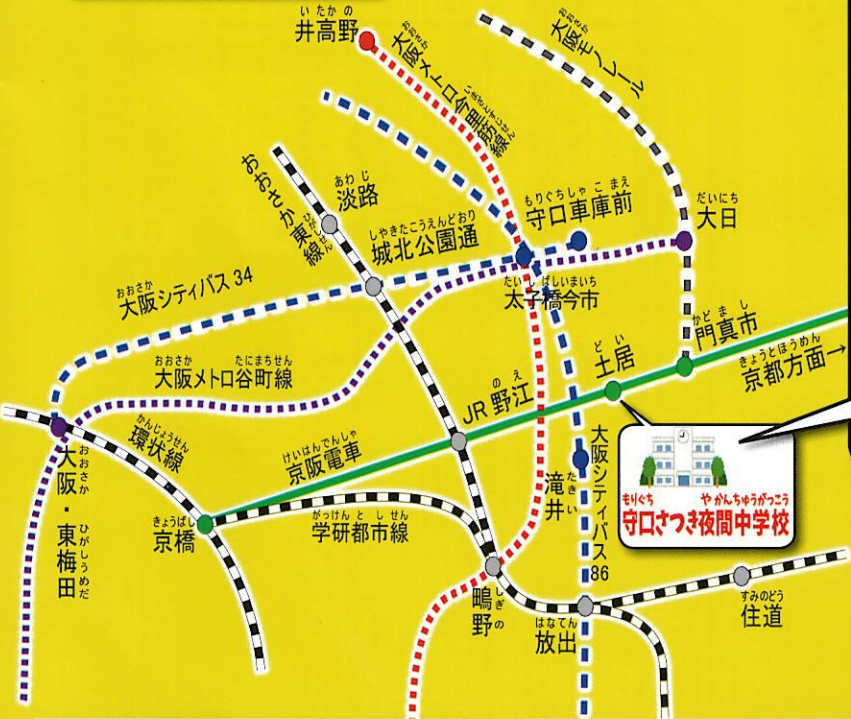 いたかの
井高野
おおさか
大阪メトロ今里筋線
いまざとすじせん
おおさか
大阪モノレール
あわじ
淡路
おおさか東線
ひがしせん
しろきたこうえんどおり
城北公園通
もりぐちしゃこまえ
守口車庫前
だいにち
大日
おおさか
大阪シティバス 34
たいしばしいまいち
太子橋今市
かどまし
門真市
きょうとほうめん
京都方面→
どい
土居
おおさか たにまちせん
大阪メトロ谷町線
のえ
JR 野江
かんじょうせん
環状線
けいはんでんしゃ
京阪電車
おおさか ひがしうめだ
大阪・東梅田
きょうばし
京橋
がっけんとしせん
学研都市線
たきい
滝井
大阪シティバス 86
もりぐち やかんちゅうがっこう
守口さつき夜間中学校
しぎの
鴫野
はなてん
放出
すみのどう
住道